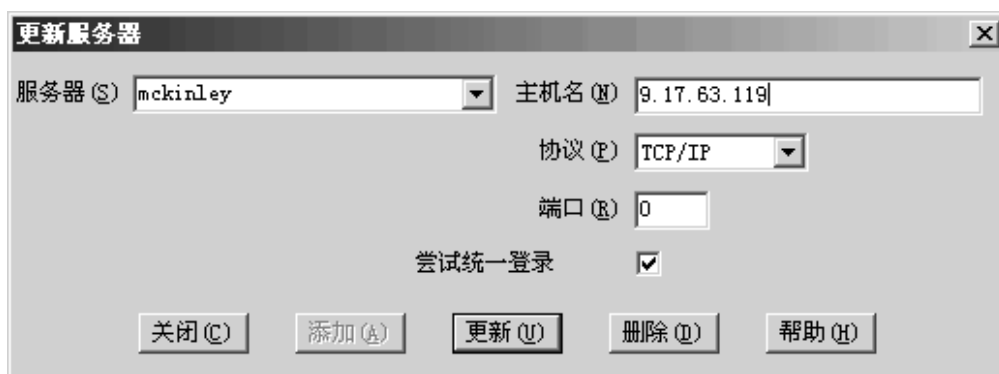 更新服务器
服务器(S) mckinley 主机名(N) 9.17.63.119
协议(P) TCP/IP
端口(R) 0
尝试统一登录
关闭(C) 添加(A) 更新(U) 删除(D) 帮助(H)